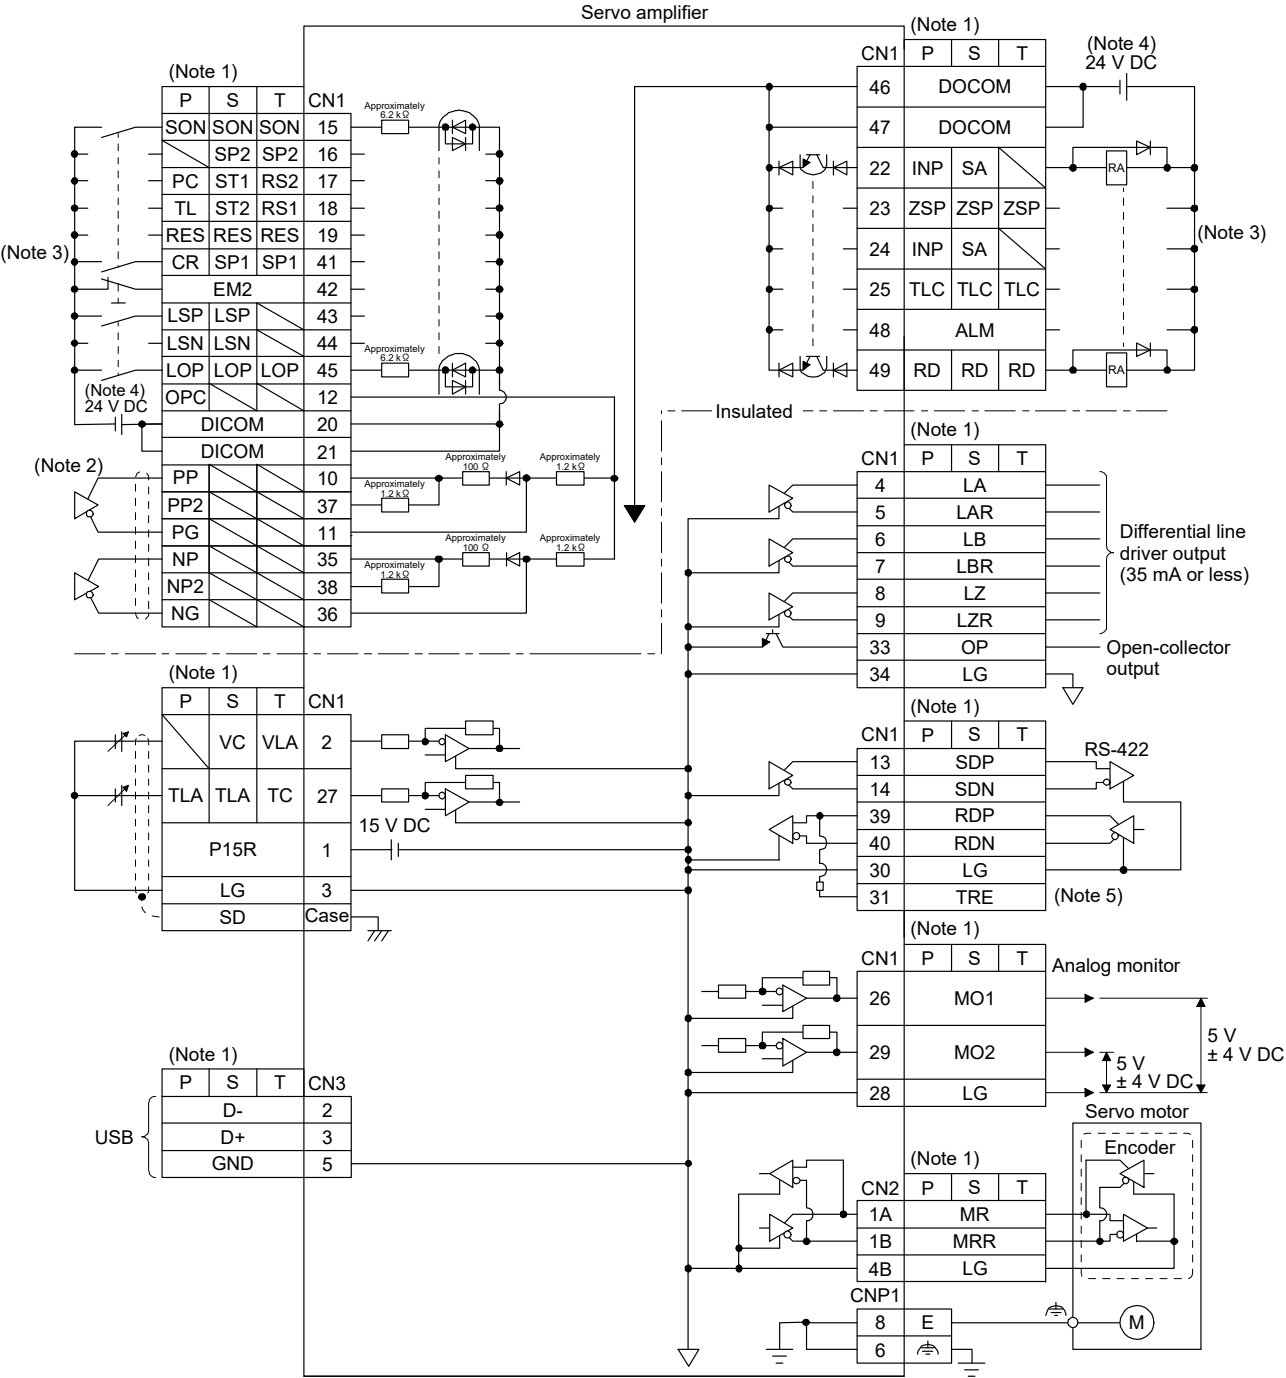 Servo amplifier
(Note 1)
P S T CN1
SON SON SON 15
SP2 SP2 16
PC ST1 RS2 17
TL ST2 RS1 18
RES RES RES 19
CR SP1 SP1 41
EM2 42
LSP LSP 43
LSN LSN 44
LOP LOP LOP 45
OPC 12
DICOM 20
DICOM 21
PP 10
PP2 37
PG 11
NP 35
NP2 38
NG 36
(Note 3)
(Note 4)
24 V DC
(Note 2)
Approximately
6.2 kΩ
Approximately
6.2 kΩ
Approximately
100 Ω
Approximately
1.2 kΩ
Approximately
1.2 kΩ
Approximately
100 Ω
Approximately
1.2 kΩ
Approximately
1.2 kΩ
(Note 1)
P S T CN1
VC VLA 2
TLA TLA TC 27
P15R 1
LG 3
SD Case
15 V DC
(Note 1)
P S T CN3
D- 2
D+ 3
GND 5
USB
(Note 1)
CN1 P S T
46 DOCOM
47 DOCOM
22 INP SA
23 ZSP ZSP ZSP
24 INP SA
25 TLC TLC TLC
48 ALM
49 RD RD RD
(Note 4)
24 V DC
RA
(Note 3)
RA
Insulated
(Note 1)
CN1 P S T
4 LA
5 LAR
6 LB
7 LBR
8 LZ
9 LZR
33 OP
34 LG
Differential line
driver output
(35 mA or less)
Open-collector
output
(Note 1)
CN1 P S T
13 SDP
14 SDN
39 RDP
40 RDN
30 LG
31 TRE
RS-422
(Note 5)
(Note 1)
CN1 P S T
26 MO1
29 MO2
28 LG
Analog monitor
5 V
± 4 V DC
5 V
± 4 V DC
Servo motor
Encoder
(Note 1)
CN2 P S T
1A MR
1B MRR
4B LG
CNP1
8 E
6
M